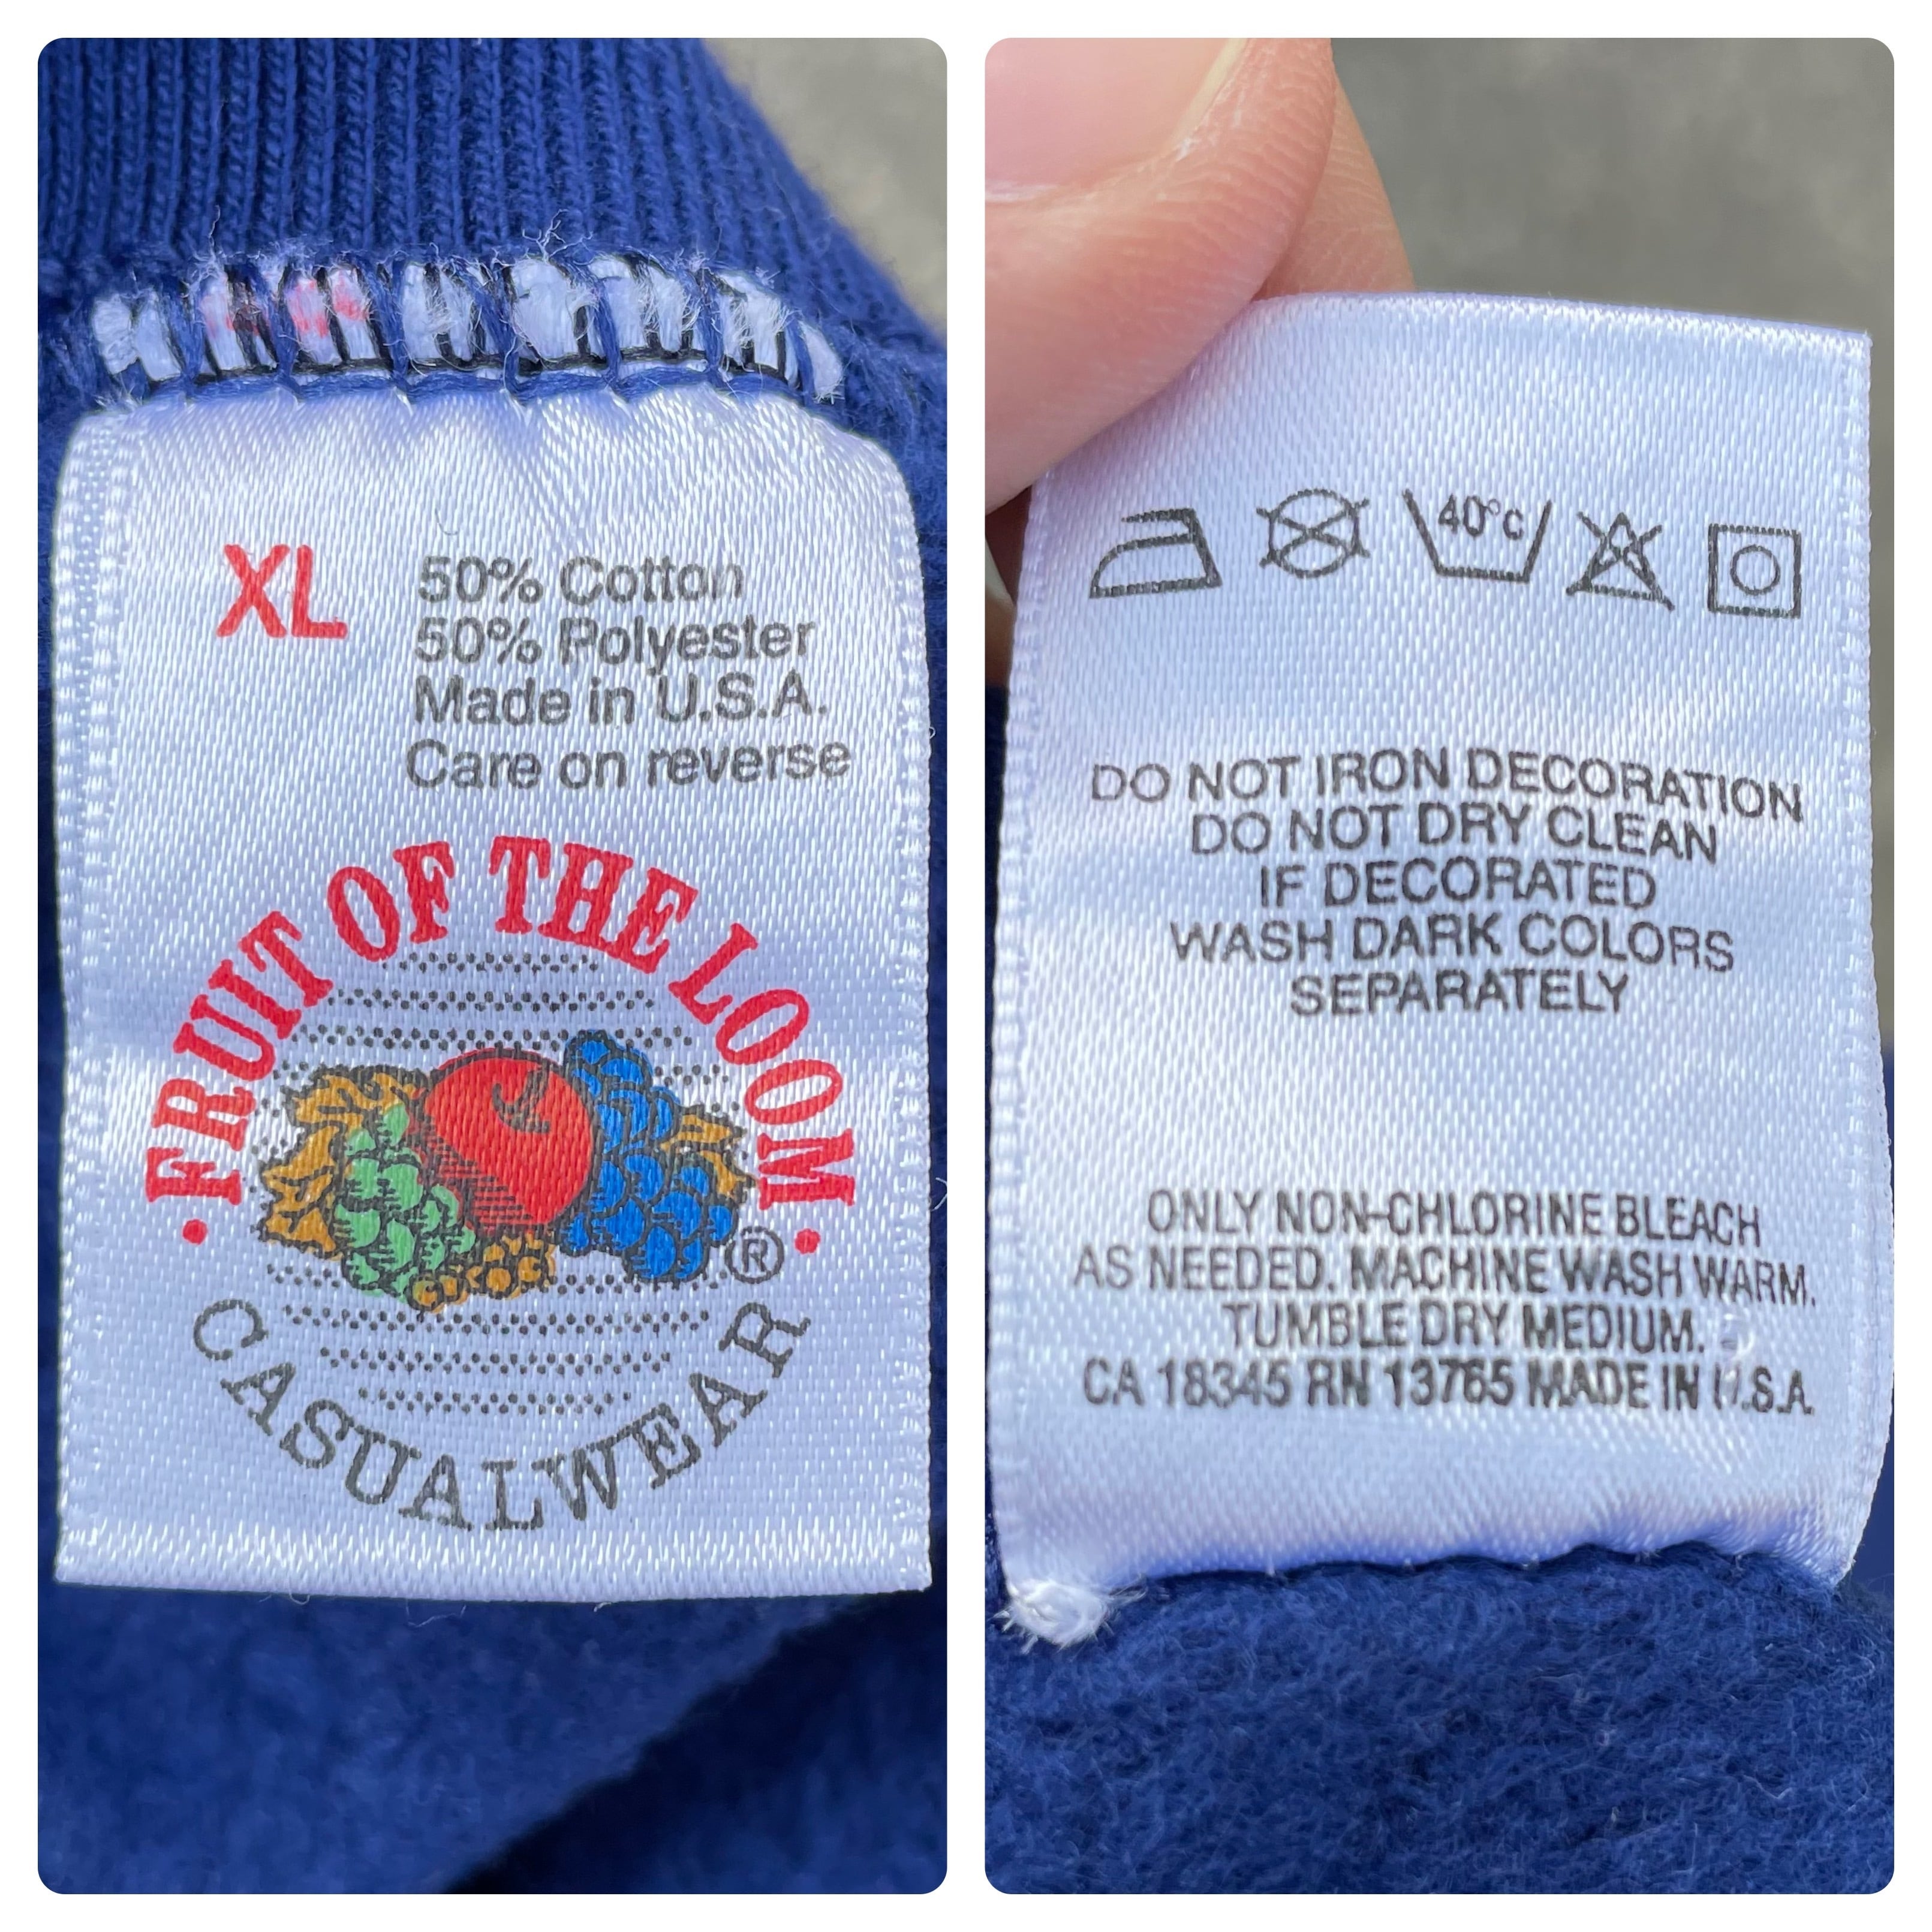 XL
50% Cotton
50% Polyester
Made in U.S.A.
Care on reverse
FRUIT OF THE LOOM
®
CASUALWEAR
40°C
DO NOT IRON DECORATION
DO NOT DRY CLEAN
IF DECORATED
WASH DARK COLORS
SEPARATELY
ONLY NON-CHLORINE BLEACH
AS NEEDED. MACHINE WASH WARM.
TUMBLE DRY MEDIUM.
CA 18345 RN 13765 MADE IN U.S.A.